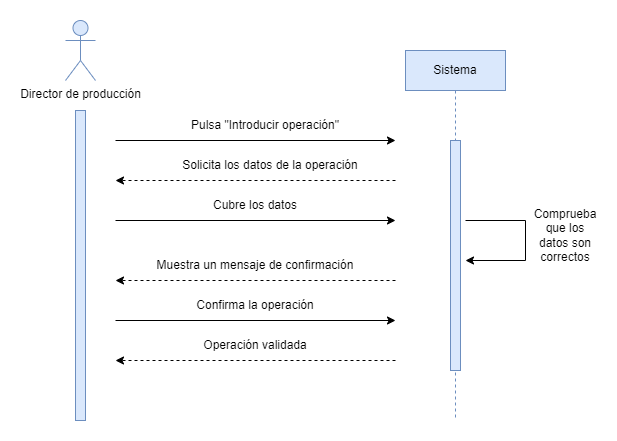 Sistema
Director de producción
Pulsa "Introducir operación"
Solicita los datos de la operación
Cubre los datos
Comprueba
que los
datos son
correctos
Muestra un mensaje de confirmación
Confirma la operación
Operación validada